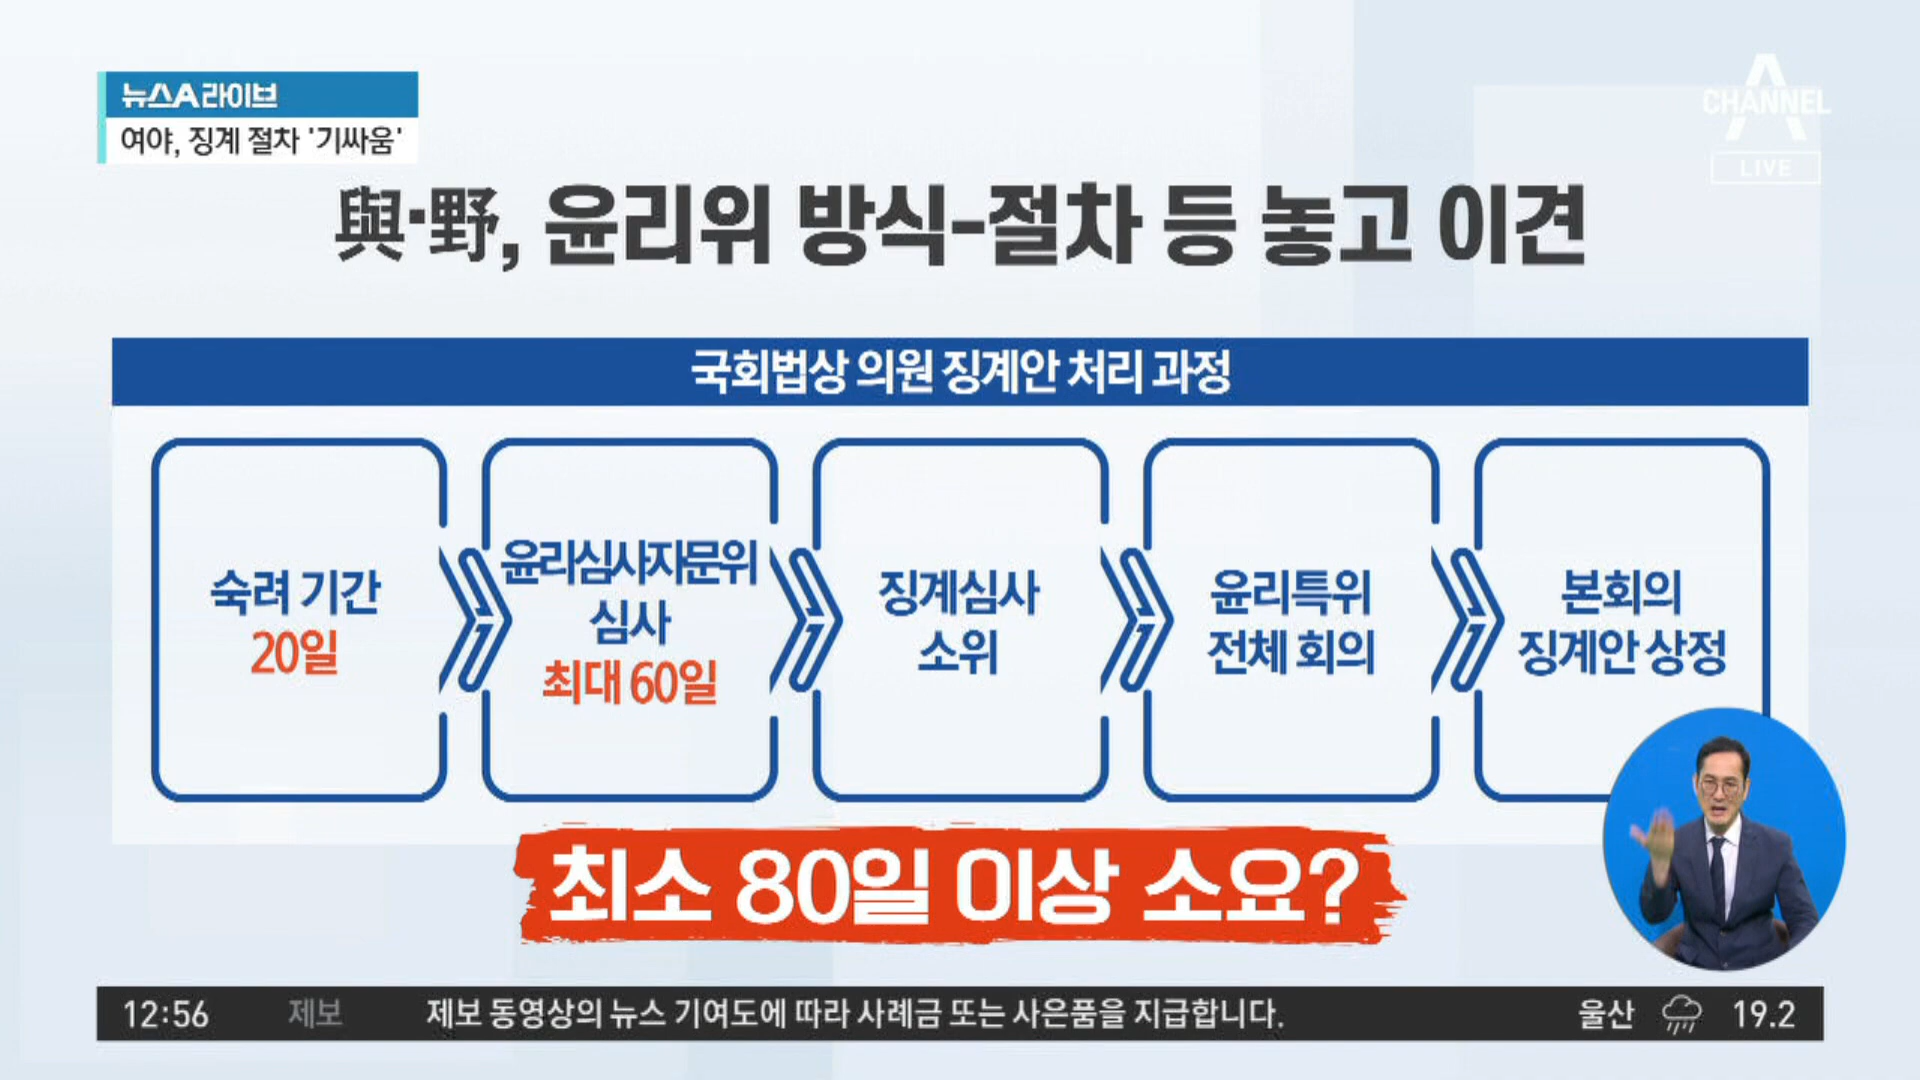 뉴스A 라이브
여야, 징계 절차 '기싸움'
CHANNEL A
LIVE
與·野, 윤리위 방식-절차 등 놓고 이견
국회법상 의원 징계안 처리 과정
숙려 기간
20일
윤리심사자문위
심사
최대 60일
징계심사
소위
윤리특위
전체 회의
본회의
징계안 상정
최소 80일 이상 소요?
12:56 제보 제보 동영상의 뉴스 기여도에 따라 사례금 또는 사은품을 지급합니다. 울산 19.2